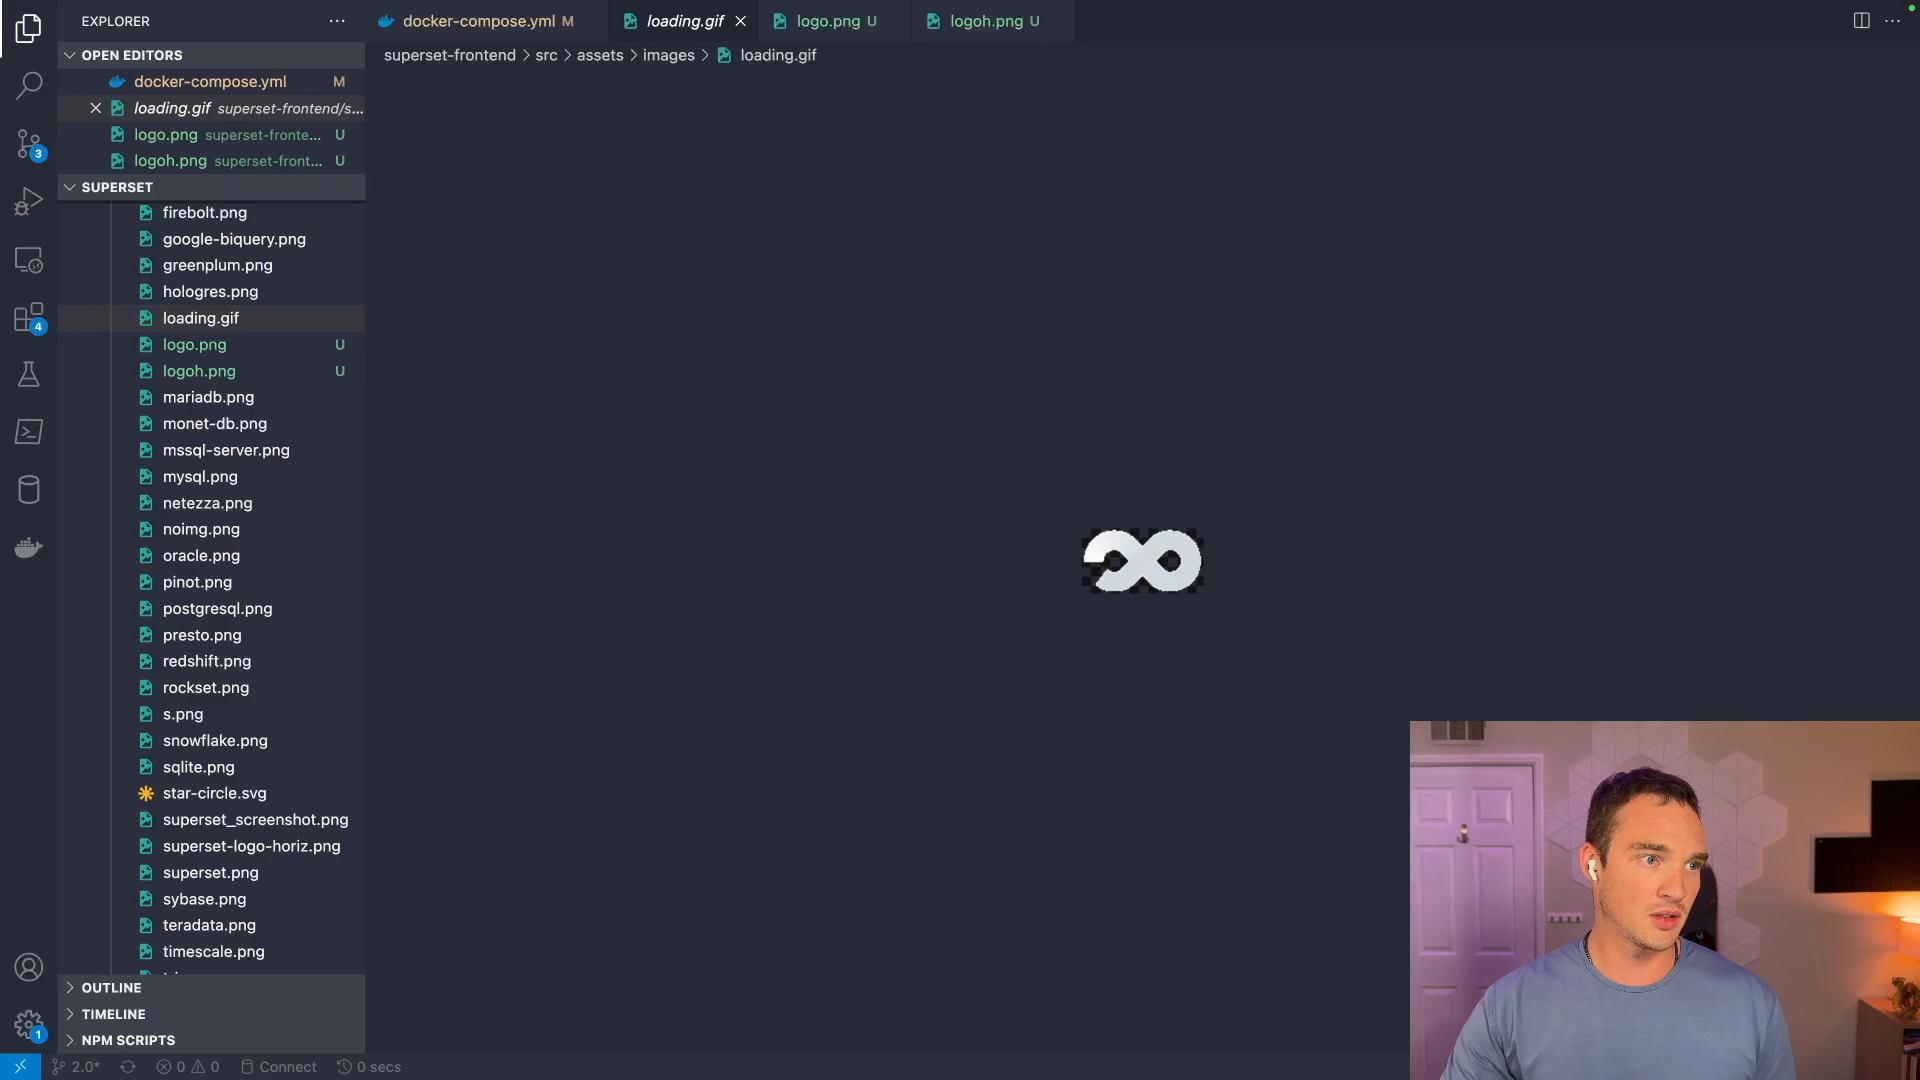 EXPLORER
docker-compose.yml M
loading.gif
logo.png U
logoh.png U
OPEN EDITORS
superset-frontend > src > assets > images > loading.gif
docker-compose.yml M
loading.gif superset-frontend/s...
logo.png superset-fronte... U
logoh.png superset-front... U
SUPERSET
firebolt.png
google-biquery.png
greenplum.png
hologres.png
loading.gif
logo.png U
logoh.png U
mariadb.png
monet-db.png
mssql-server.png
mysql.png
netezza.png
noimg.png
oracle.png
pinot.png
postgresql.png
presto.png
redshift.png
rockset.png
s.png
snowflake.png
sqlite.png
star-circle.svg
superset_screenshot.png
superset-logo-horiz.png
superset.png
sybase.png
teradata.png
timescale.png
OUTLINE
TIMELINE
NPM SCRIPTS
3
4
1
2.0* 0 0 Connect 0 secs